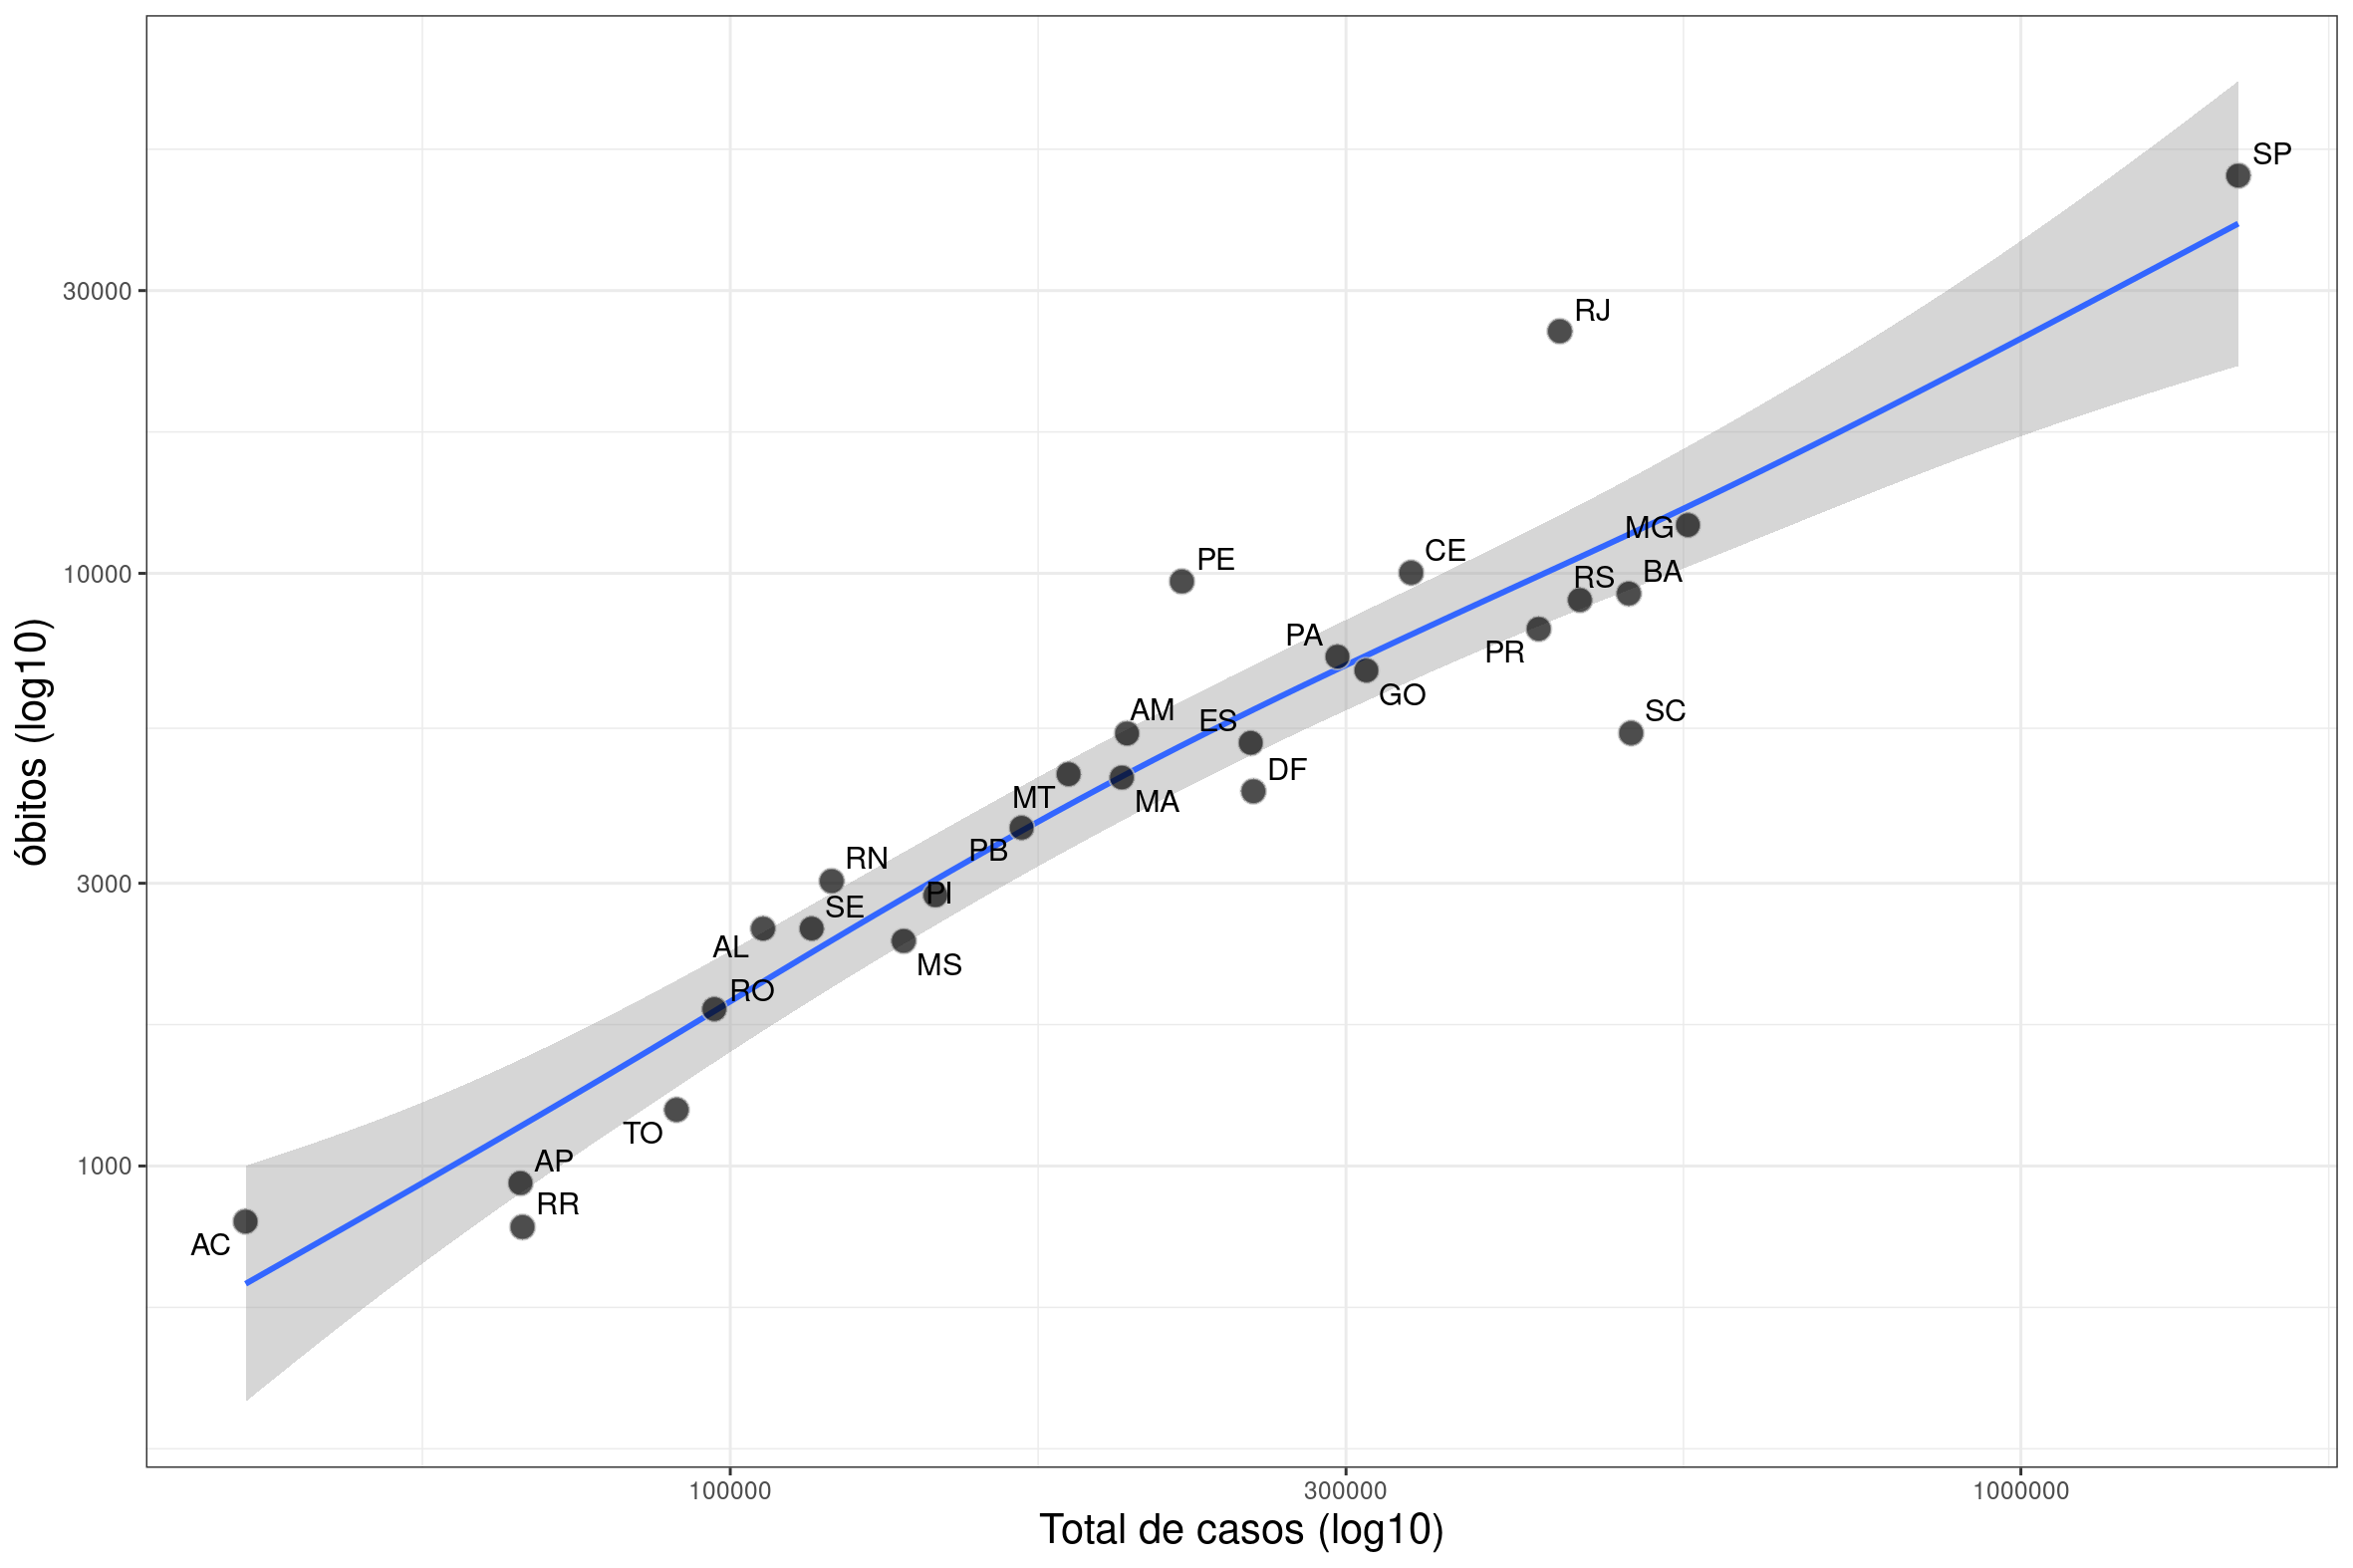 SP
RJ
30000
MG
PE
CE
10000
RS
BA
PA
PR
GO
SC
AM
ES
DF
MT
MA
PB
RN
PI
SE
3000
AL
MS
RO
TO
AP
1000
RR
AC
óbitos (log10)
100000
300000
1000000
Total de casos (log10)